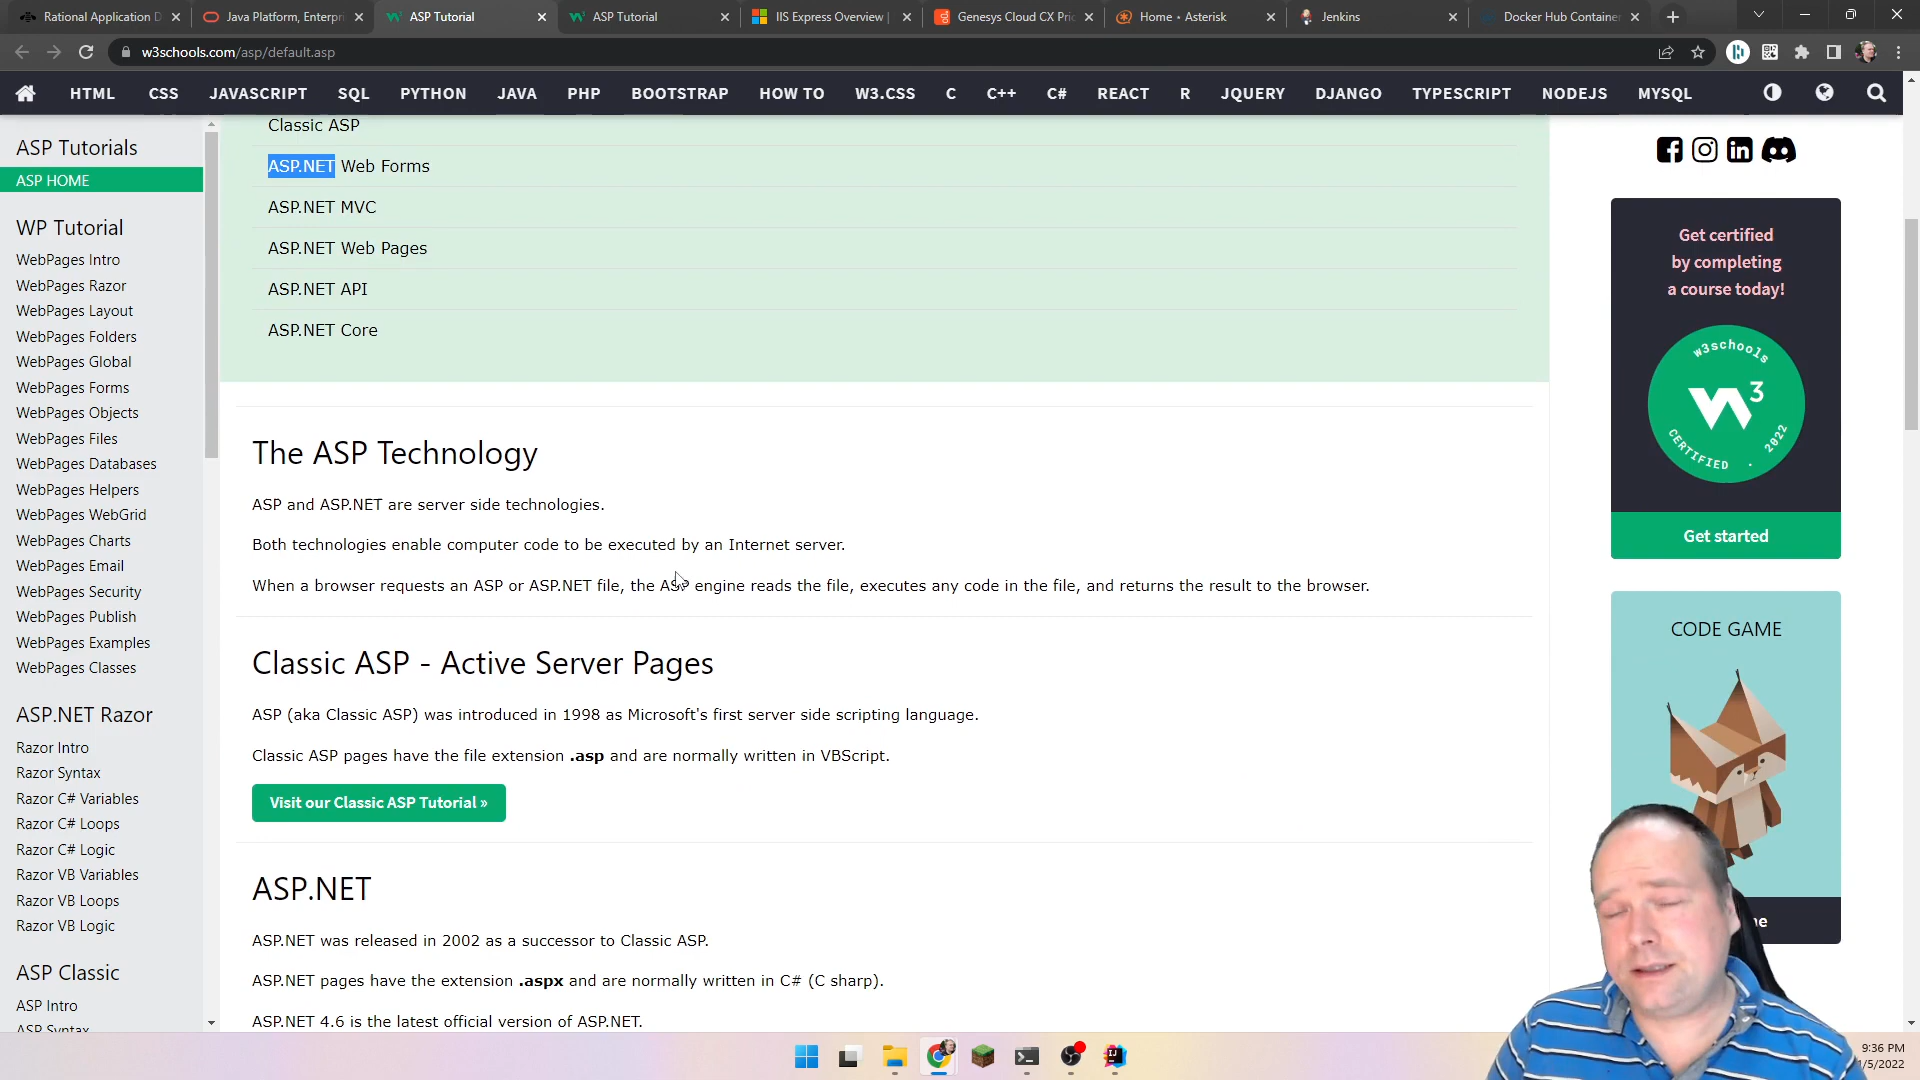 Rational Application D
Java Platform, Enterpri
ASP Tutorial
ASP Tutorial
IIS Express Overview |
Genesys Cloud CX Pric
Home • Asterisk
Jenkins
Docker Hub Container
w3schools.com/asp/default.asp
HTML CSS JAVASCRIPT SQL PYTHON JAVA PHP BOOTSTRAP HOW TO W3.CSS C C++ C# REACT R JQUERY DJANGO TYPESCRIPT NODEJS MYSQL
ASP Tutorials
ASP HOME
WP Tutorial
WebPages Intro
WebPages Razor
WebPages Layout
WebPages Folders
WebPages Global
WebPages Forms
WebPages Objects
WebPages Files
WebPages Databases
WebPages Helpers
WebPages WebGrid
WebPages Charts
WebPages Email
WebPages Security
WebPages Publish
WebPages Examples
WebPages Classes
ASP.NET Razor
Razor Intro
Razor Syntax
Razor C# Variables
Razor C# Loops
Razor C# Logic
Razor VB Variables
Razor VB Loops
Razor VB Logic
ASP Classic
ASP Intro
ASP Syntax
Classic ASP
ASP.NET Web Forms
ASP.NET MVC
ASP.NET Web Pages
ASP.NET API
ASP.NET Core
The ASP Technology
ASP and ASP.NET are server side technologies.
Both technologies enable computer code to be executed by an Internet server.
When a browser requests an ASP or ASP.NET file, the ASP engine reads the file, executes any code in the file, and returns the result to the browser.
Classic ASP - Active Server Pages
ASP (aka Classic ASP) was introduced in 1998 as Microsoft's first server side scripting language.
Classic ASP pages have the file extension .asp and are normally written in VBScript.
Visit our Classic ASP Tutorial »
ASP.NET
ASP.NET was released in 2002 as a successor to Classic ASP.
ASP.NET pages have the extension .aspx and are normally written in C# (C sharp).
ASP.NET 4.6 is the latest official version of ASP.NET.
Get certified
by completing
a course today!
w3schools
W3
CERTIFIED . 2022
Get started
CODE GAME
9:36 PM
/5/2022